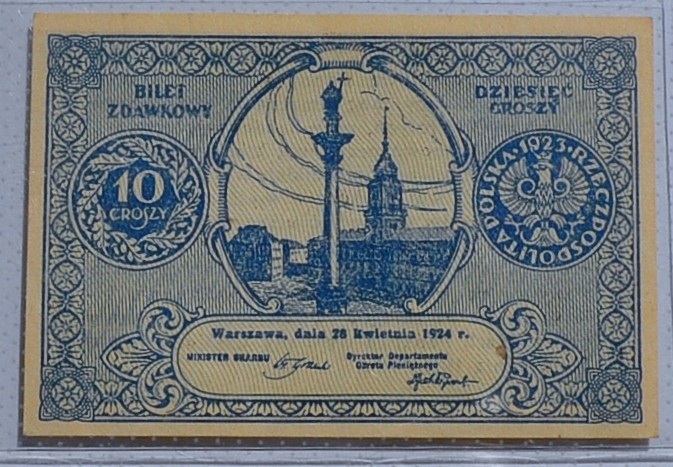 BILET
ZDAWKOWY
DZIESIĘĆ
GROSZY
10
GROSZY
POLSKA·1923·RZECZPOSPOLITA
Warszawa, dnia 28 Kwietnia 1924 r.
MINISTER SKARBU
Dyrektor Departamentu
Obrotu Pieniężnego